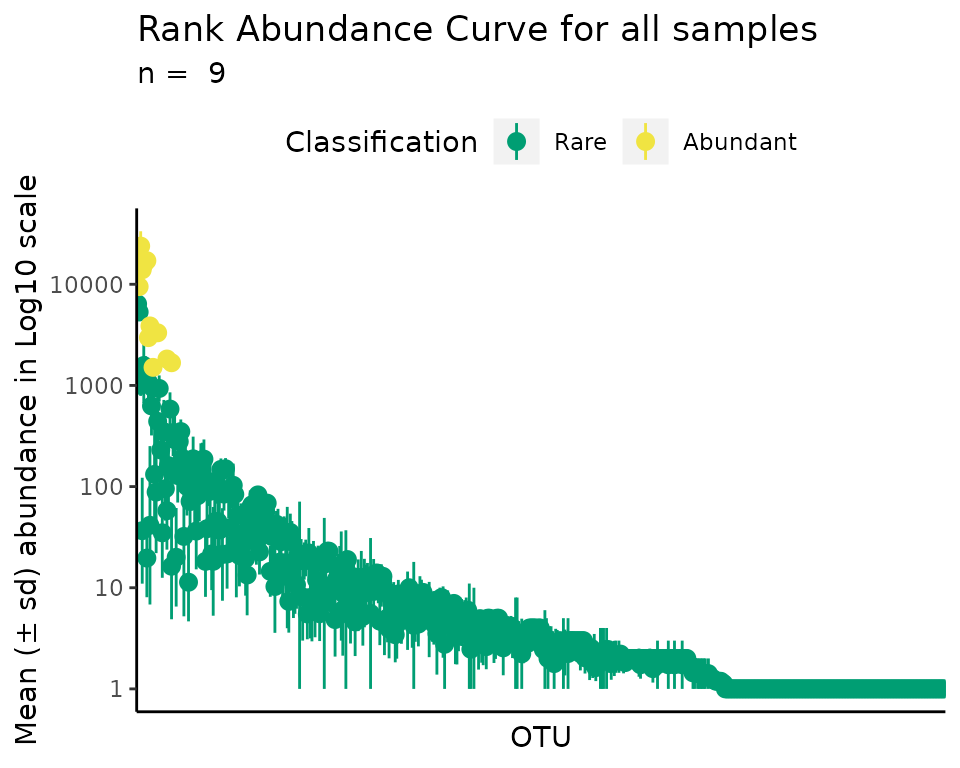 Rank Abundance Curve for all samples
n = 9
Classification Rare Abundant
Mean (± sd) abundance in Log10 scale
10000
1000
100
10
1
OTU